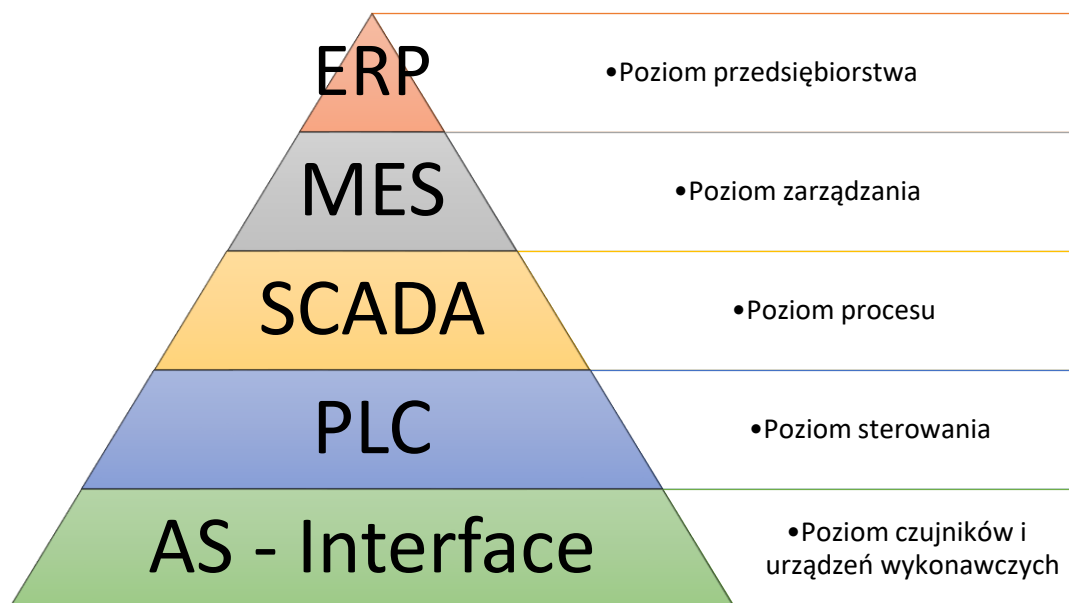 ERP
•Poziom przedsiębiorstwa
MES
•Poziom zarządzania
SCADA
•Poziom procesu
PLC
•Poziom sterowania
AS - Interface
•Poziom czujników i
urządzeń wykonawczych